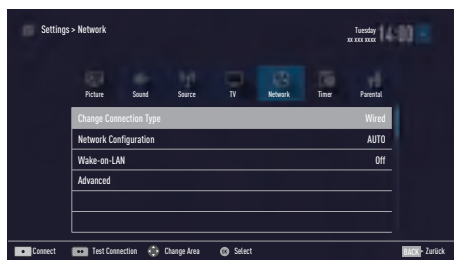 Settings > Network
Tuesday
xx xxx xxxx
14:00
Picture Sound Source TV Network Timer Parental
Change Connection Type Wired
Network Configuration AUTO
Wake-on-LAN Off
Advanced
Connect Test Connection Change Area OK Select BACK Zurück